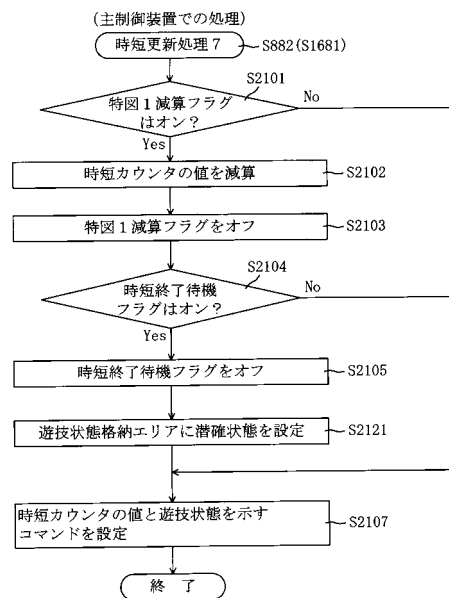 (主制御装置での処理)
時短更新処理7
S882(S1681)
S2101
特図1減算フラグ
はオン?
No
Yes
時短カウンタの値を減算
S2102
特図1減算フラグをオフ
S2103
S2104
時短終了待機
フラグはオン?
No
Yes
時短終了待機フラグをオフ
S2105
遊技状態格納エリアに潜確状態を設定
S2121
時短カウンタの値と遊技状態を示す
コマンドを設定
S2107
終 了